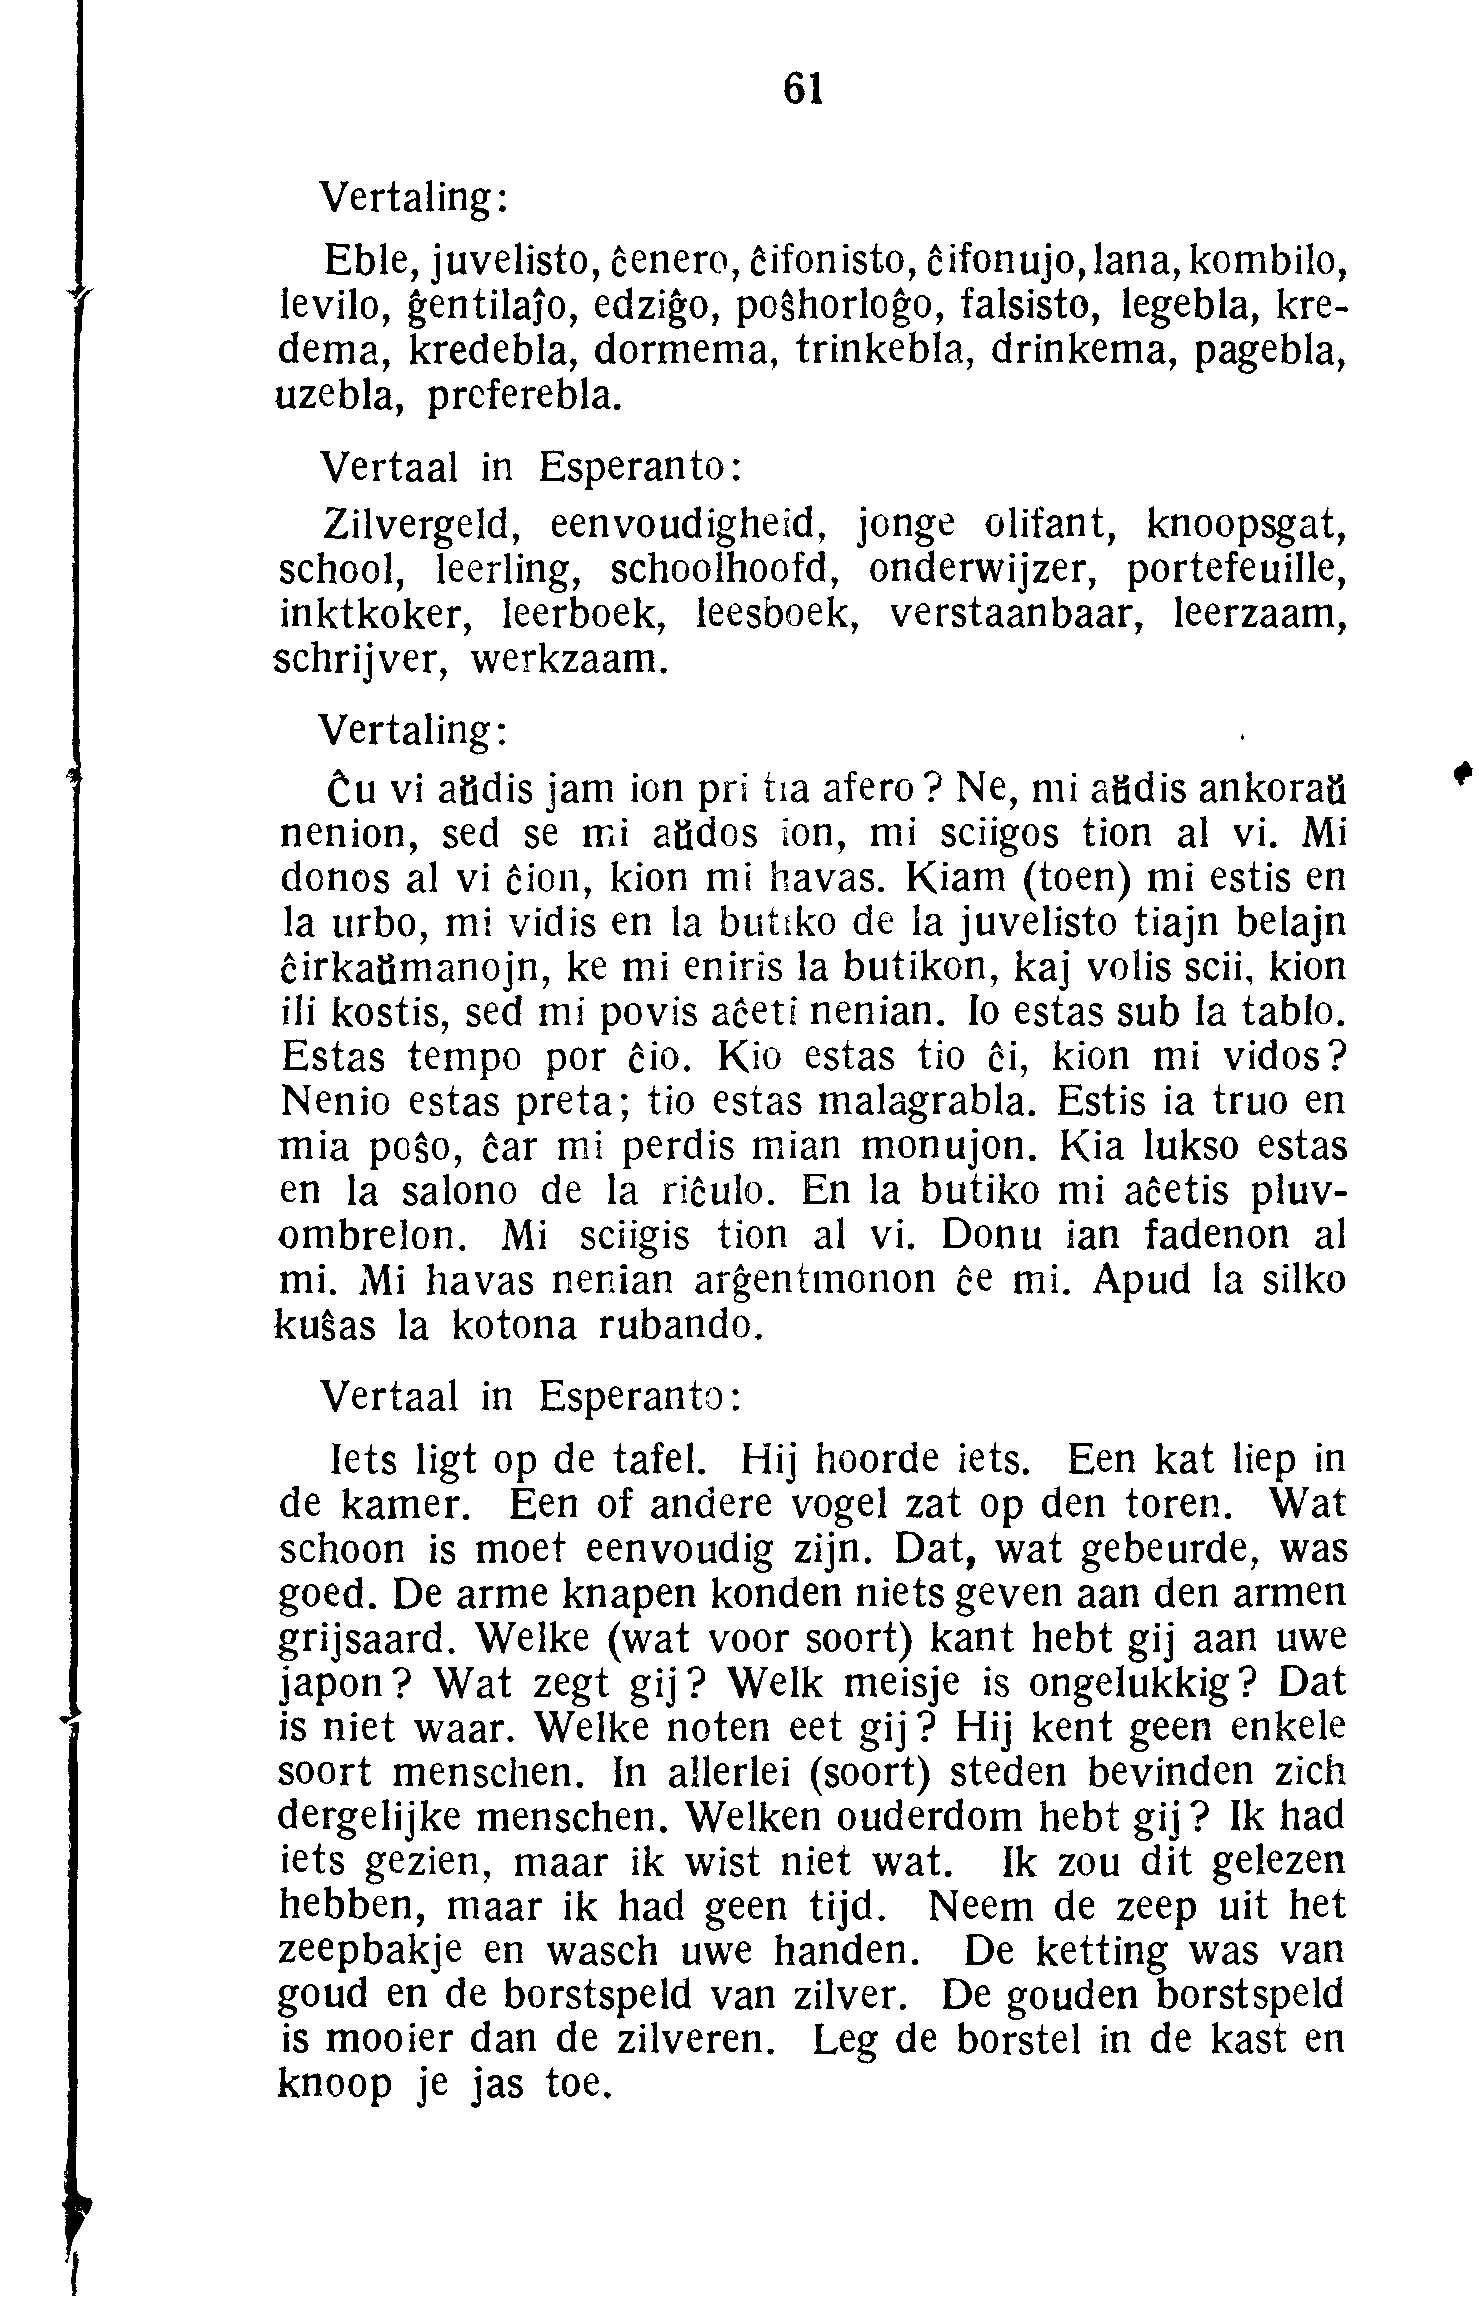 61
Vertaling:
Eble, juvelisto, ĉenero, ĉifonisto, ĉifonujo, lana, kombilo,
levilo, ĝentilaĵo, edziĝo, poŝhorloĝo, falsisto, legebla, kre-
dema, kredebla, dormema, trinkebla, drinkema, pagebla,
uzebla, preferebla.
Vertaal in Esperanto:
Zilvergeld, eenvoudigheid, jonge olifant, knoopsgat,
school, leerling, schoolhoofd, onderwijzer, portefeuille,
inktkoker, leerboek, leesboek, verstaanbaar, leerzaam,
schrijver, werkzaam.
Vertaling:
Ĉu vi aŭdis jam ion pri tia afero? Ne, mi aŭdis ankoraŭ
nenion, sed se mi aŭdos ion, mi sciigos tion al vi. Mi
donos al vi ĉion, kion mi havas. Kiam (toen) mi estis en
la urbo, mi vidis en la butiko de la juvelisto tiajn belajn
ĉirkaŭmanojn, ke mi eniris la butikon, kaj volis scii, kion
ili kostis, sed mi povis aĉeti nenian. Io estas sub la tablo.
Estas tempo por ĉio. Kio estas tio ĉi, kion mi vidos?
Nenio estas preta; tio estas malagrabla. Estis ia truo en
mia poŝo, ĉar mi perdis mian monujon. Kia lukso estas
en la salono de la riĉulo. En la butiko mi aĉetis pluv-
ombrelon. Mi sciigis tion al vi. Donu ian fadenon al
mi. Mi havas nenian arĝentmonon ĉe mi. Apud la silko
kuŝas la kotona rubando.
Vertaal in Esperanto:
Iets ligt op de tafel. Hij hoorde iets. Een kat liep in
de kamer. Een of andere vogel zat op den toren. Wat
schoon is moet eenvoudig zijn. Dat, wat gebeurde, was
goed. De arme knapen konden niets geven aan den armen
grijsaard. Welke (wat voor soort) kant hebt gij aan uwe
japon? Wat zegt gij? Welk meisje is ongelukkig? Dat
is niet waar. Welke noten eet gij? Hij kent geen enkele
soort menschen. In allerlei (soort) steden bevinden zich
dergelijke menschen. Welken ouderdom hebt gij? Ik had
iets gezien, maar ik wist niet wat. Ik zou dit gelezen
hebben, maar ik had geen tijd. Neem de zeep uit het
zeepbakje en wasch uwe handen. De ketting was van
goud en de borstspeld van zilver. De gouden borstspeld
is mooier dan de zilveren. Leg de borstel in de kast en
knoop je jas toe.